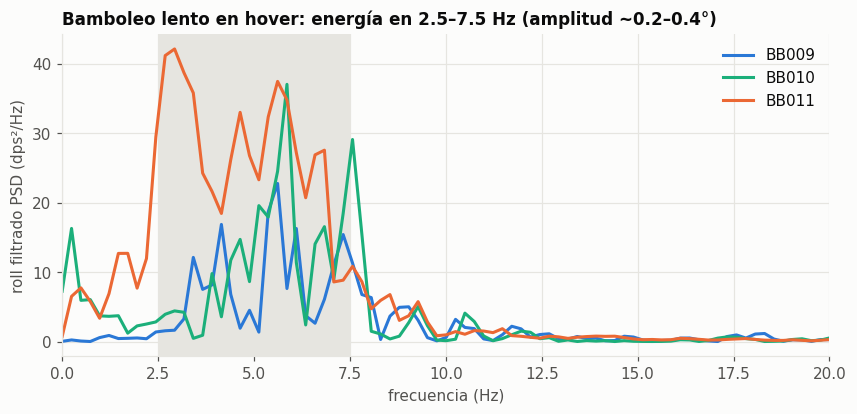 Bamboleo lento en hover: energía en 2.5–7.5 Hz (amplitud ~0.2–0.4°)
BB009
BB010
BB011
roll filtrado PSD (dps²/Hz)
40
30
20
10
0
0.0 2.5 5.0 7.5 10.0 12.5 15.0 17.5 20.0
frecuencia (Hz)